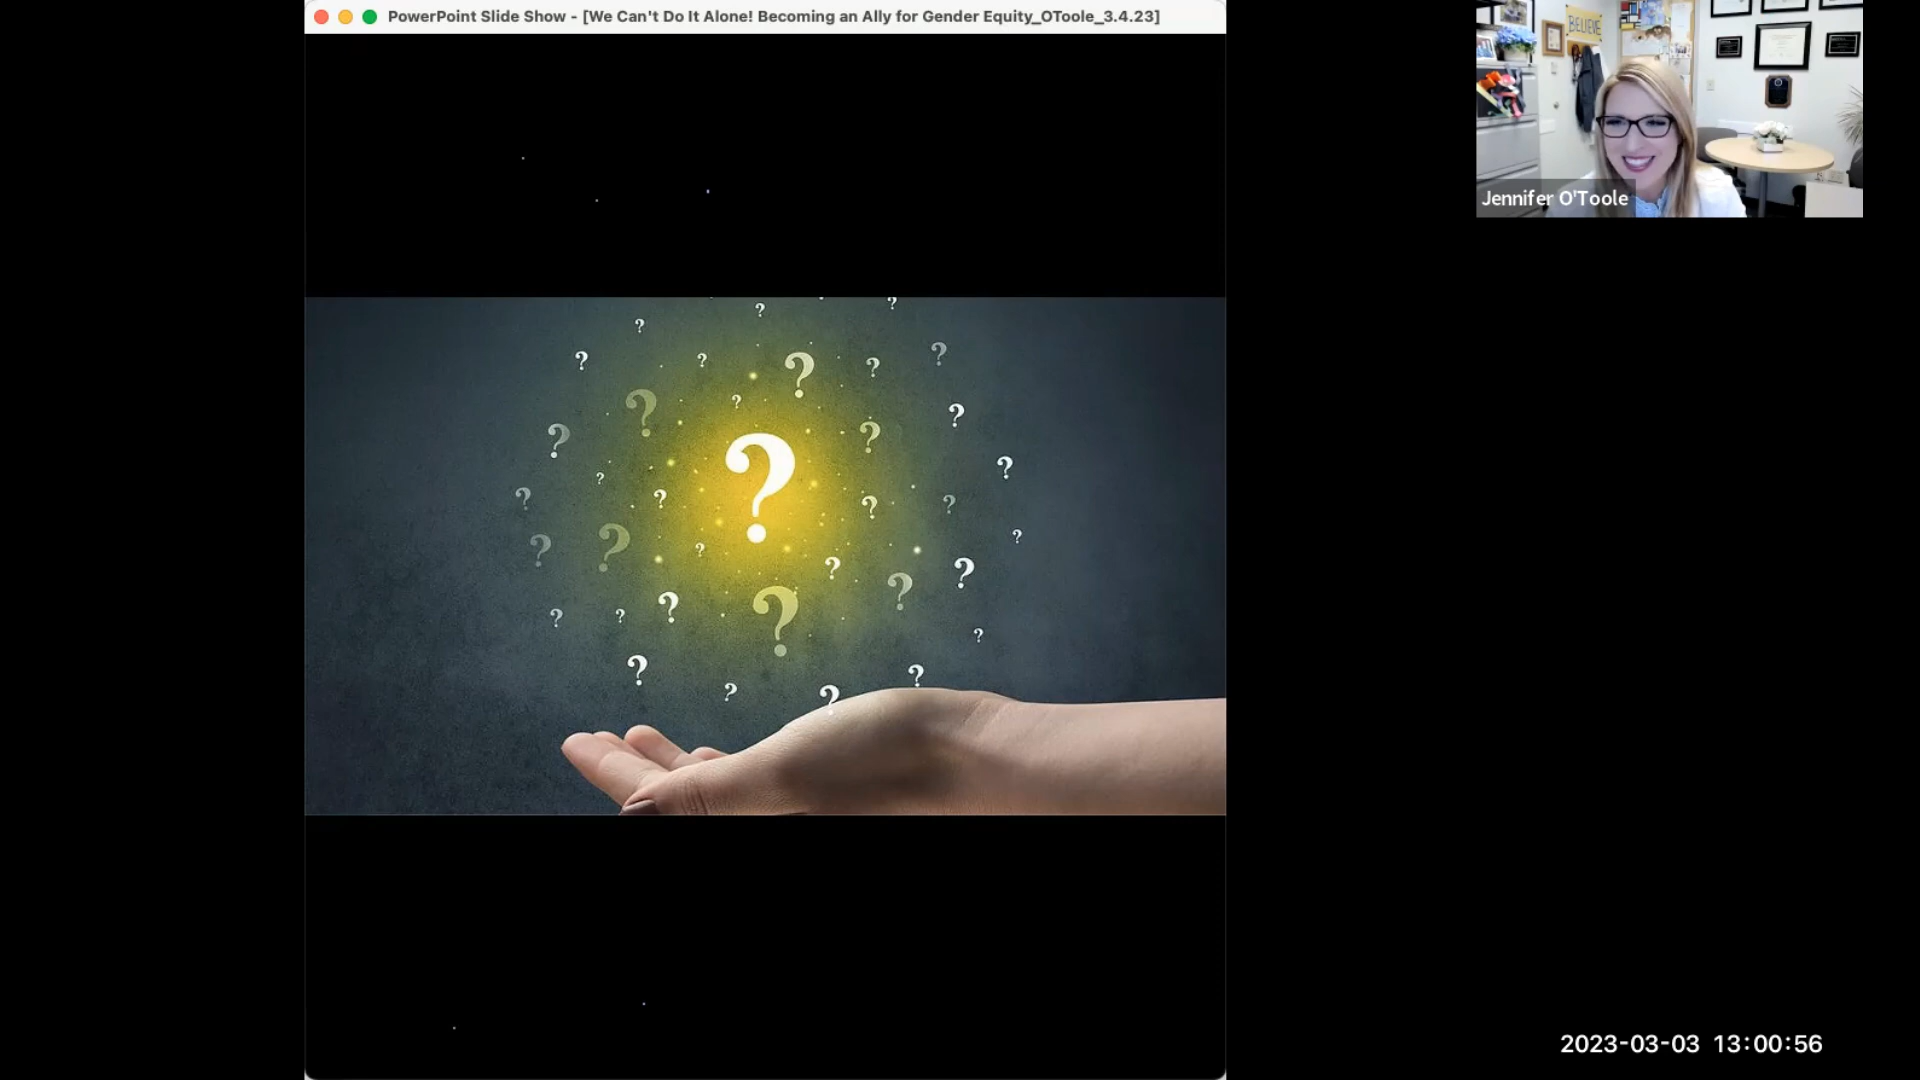 PowerPoint Slide Show - [We Can't Do It Alone! Becoming an Ally for Gender Equity_OToole_3.4.23]
BELIEVE
Jennifer O'Toole
?
2023-03-03 13:00:56